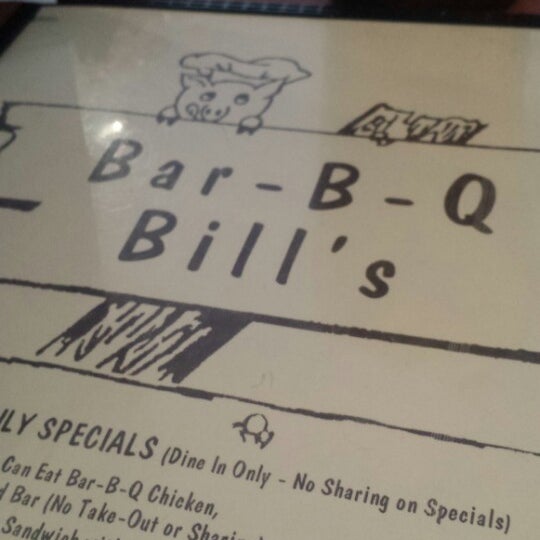 Bar-B-Q
Bill's
SPECIALS (Dine In Only - No Sharing on Specials)
Can Eat Bar-B-Q Chicken,
Bar (No Take-Out or
Sandwich